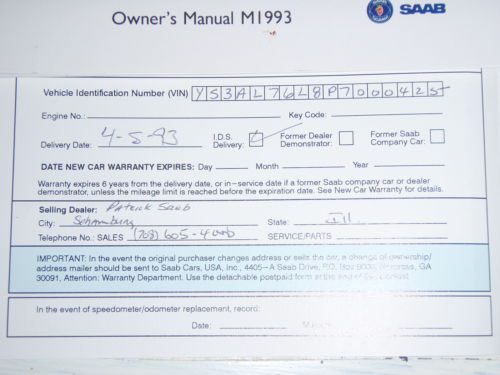 Owner's Manual M1993
SAAB
Vehicle Identification Number (VIN) YS3AL76L8P7000425
Engine No.: Key Code:
Delivery Date: 4-5-93 I.D.S. Delivery: Former Dealer Demonstrator: Former Saab Company Car:
DATE NEW CAR WARRANTY EXPIRES: Day Month Year
Warranty expires 6 years from the delivery date, or in-service date if a former Saab company car or dealer
demonstrator, unless the mileage limit is reached before the expiration date. See New Car Warranty for details.
Selling Dealer: Patrick Saab
City: Schaumburg State: Ill.
Telephone No.: SALES (708) 605-4000 SERVICE/PARTS
IMPORTANT: In the event the original purchaser changes address or sells the car, a change of ownership/
address mailer should be sent to Saab Cars, USA, Inc., 4405-A Saab Drive, P.O. Box 9000, Norcross, GA
30091, Attention: Warranty Department. Use the detachable postpaid form at the end of
In the event of speedometer/odometer replacement, record:
Date: